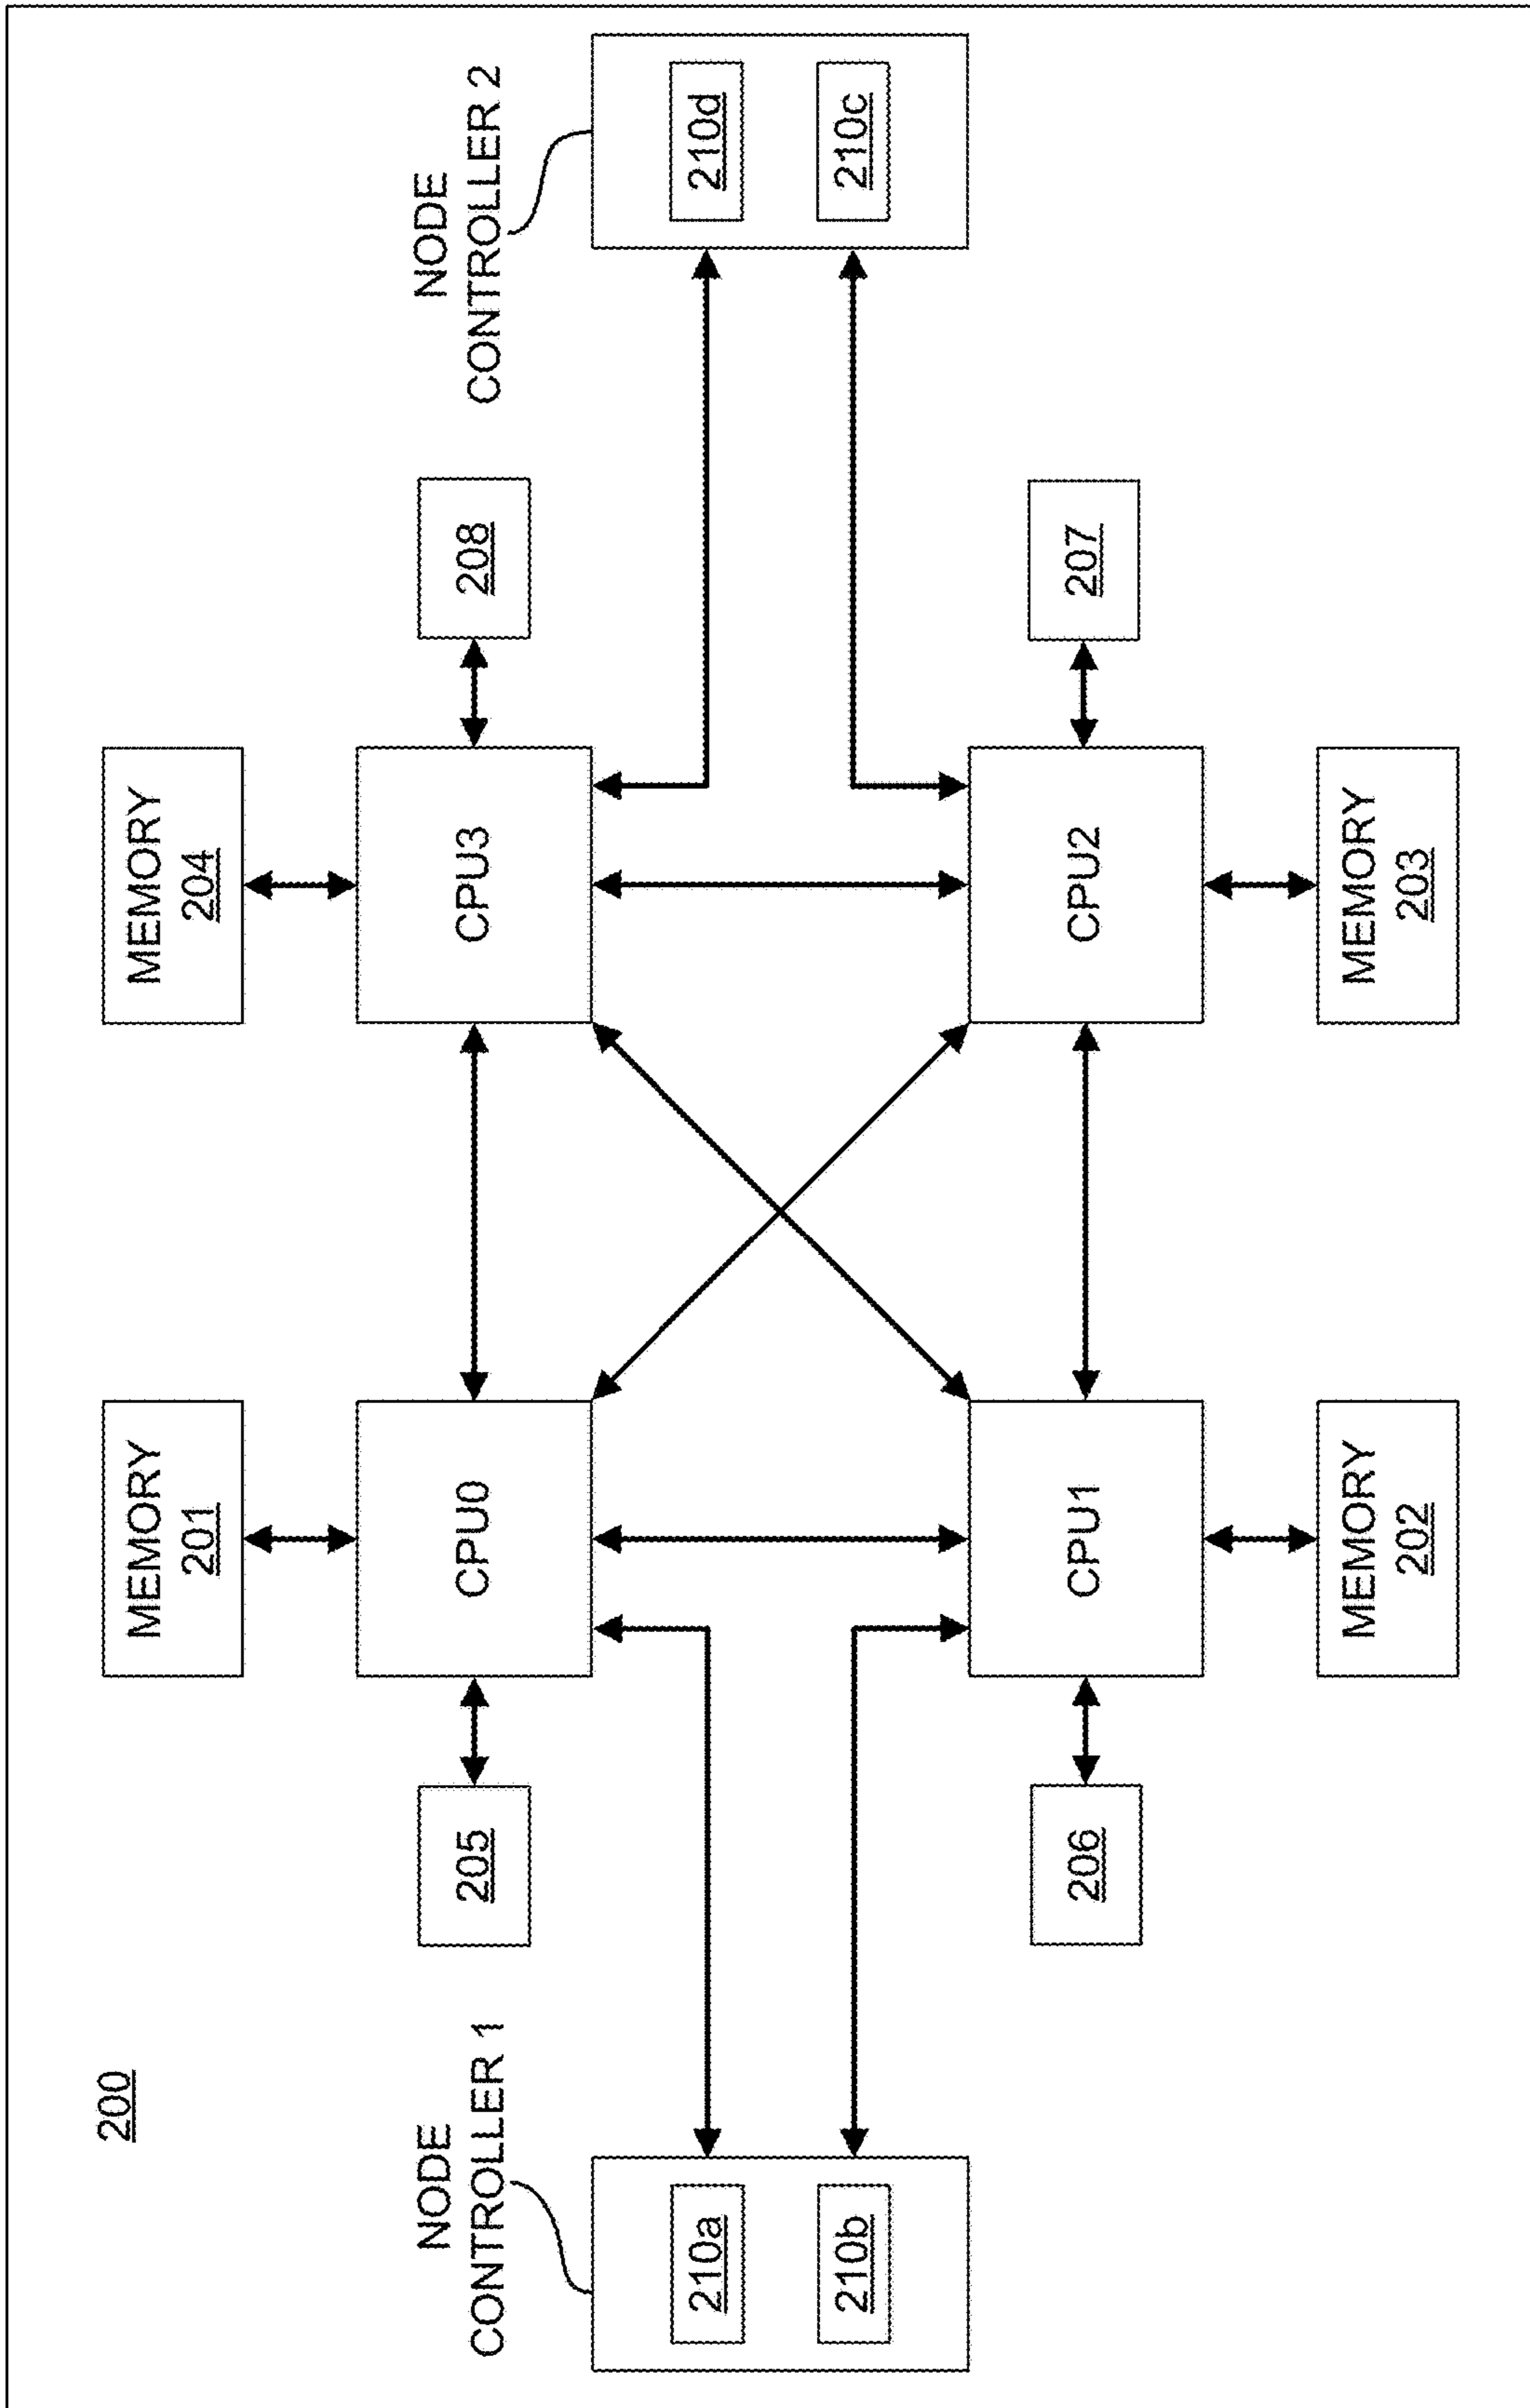 200
MEMORY
201
MEMORY
204
NODE
CONTROLLER 1
205
CPU0
CPU3
208
NODE
CONTROLLER 2
210a
210d
210b
210c
206
CPU1
CPU2
207
MEMORY
202
MEMORY
203